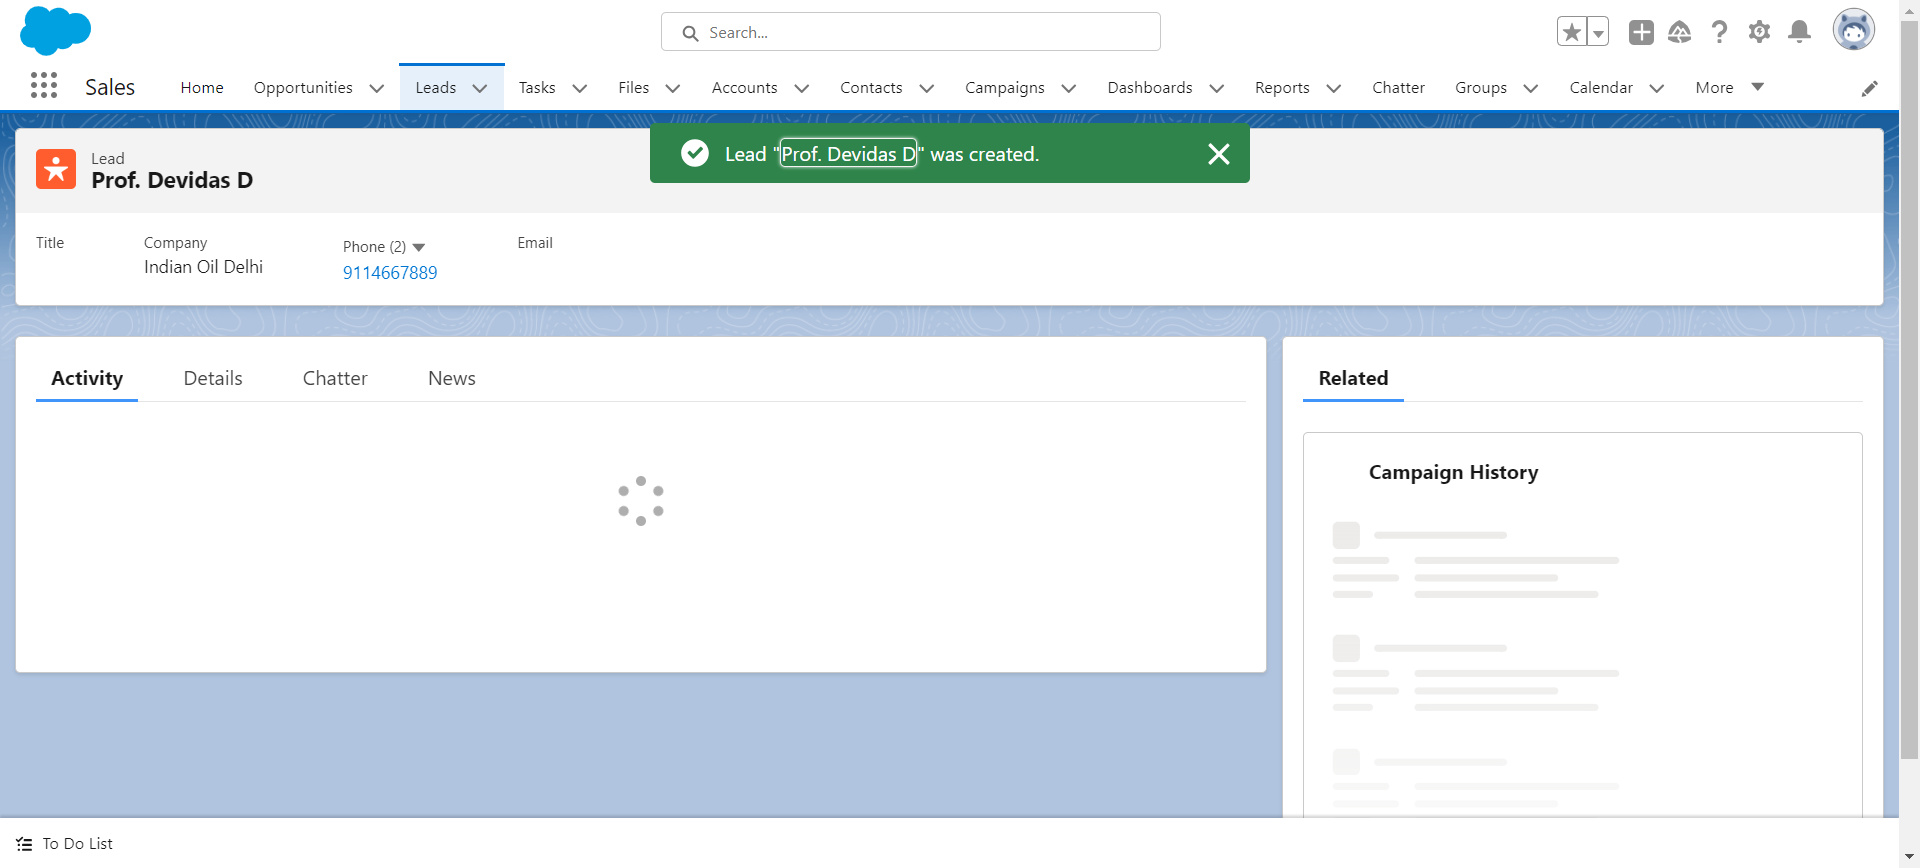 Search...
Sales
Home
Opportunities
Leads
Tasks
Files
Accounts
Contacts
Campaigns
Dashboards
Reports
Chatter
Groups
Calendar
More
Lead "Prof. Devidas D" was created.
Lead
Prof. Devidas D
Title
Company
Indian Oil Delhi
Phone (2)
9114667889
Email
Activity
Details
Chatter
News
Related
Campaign History
To Do List